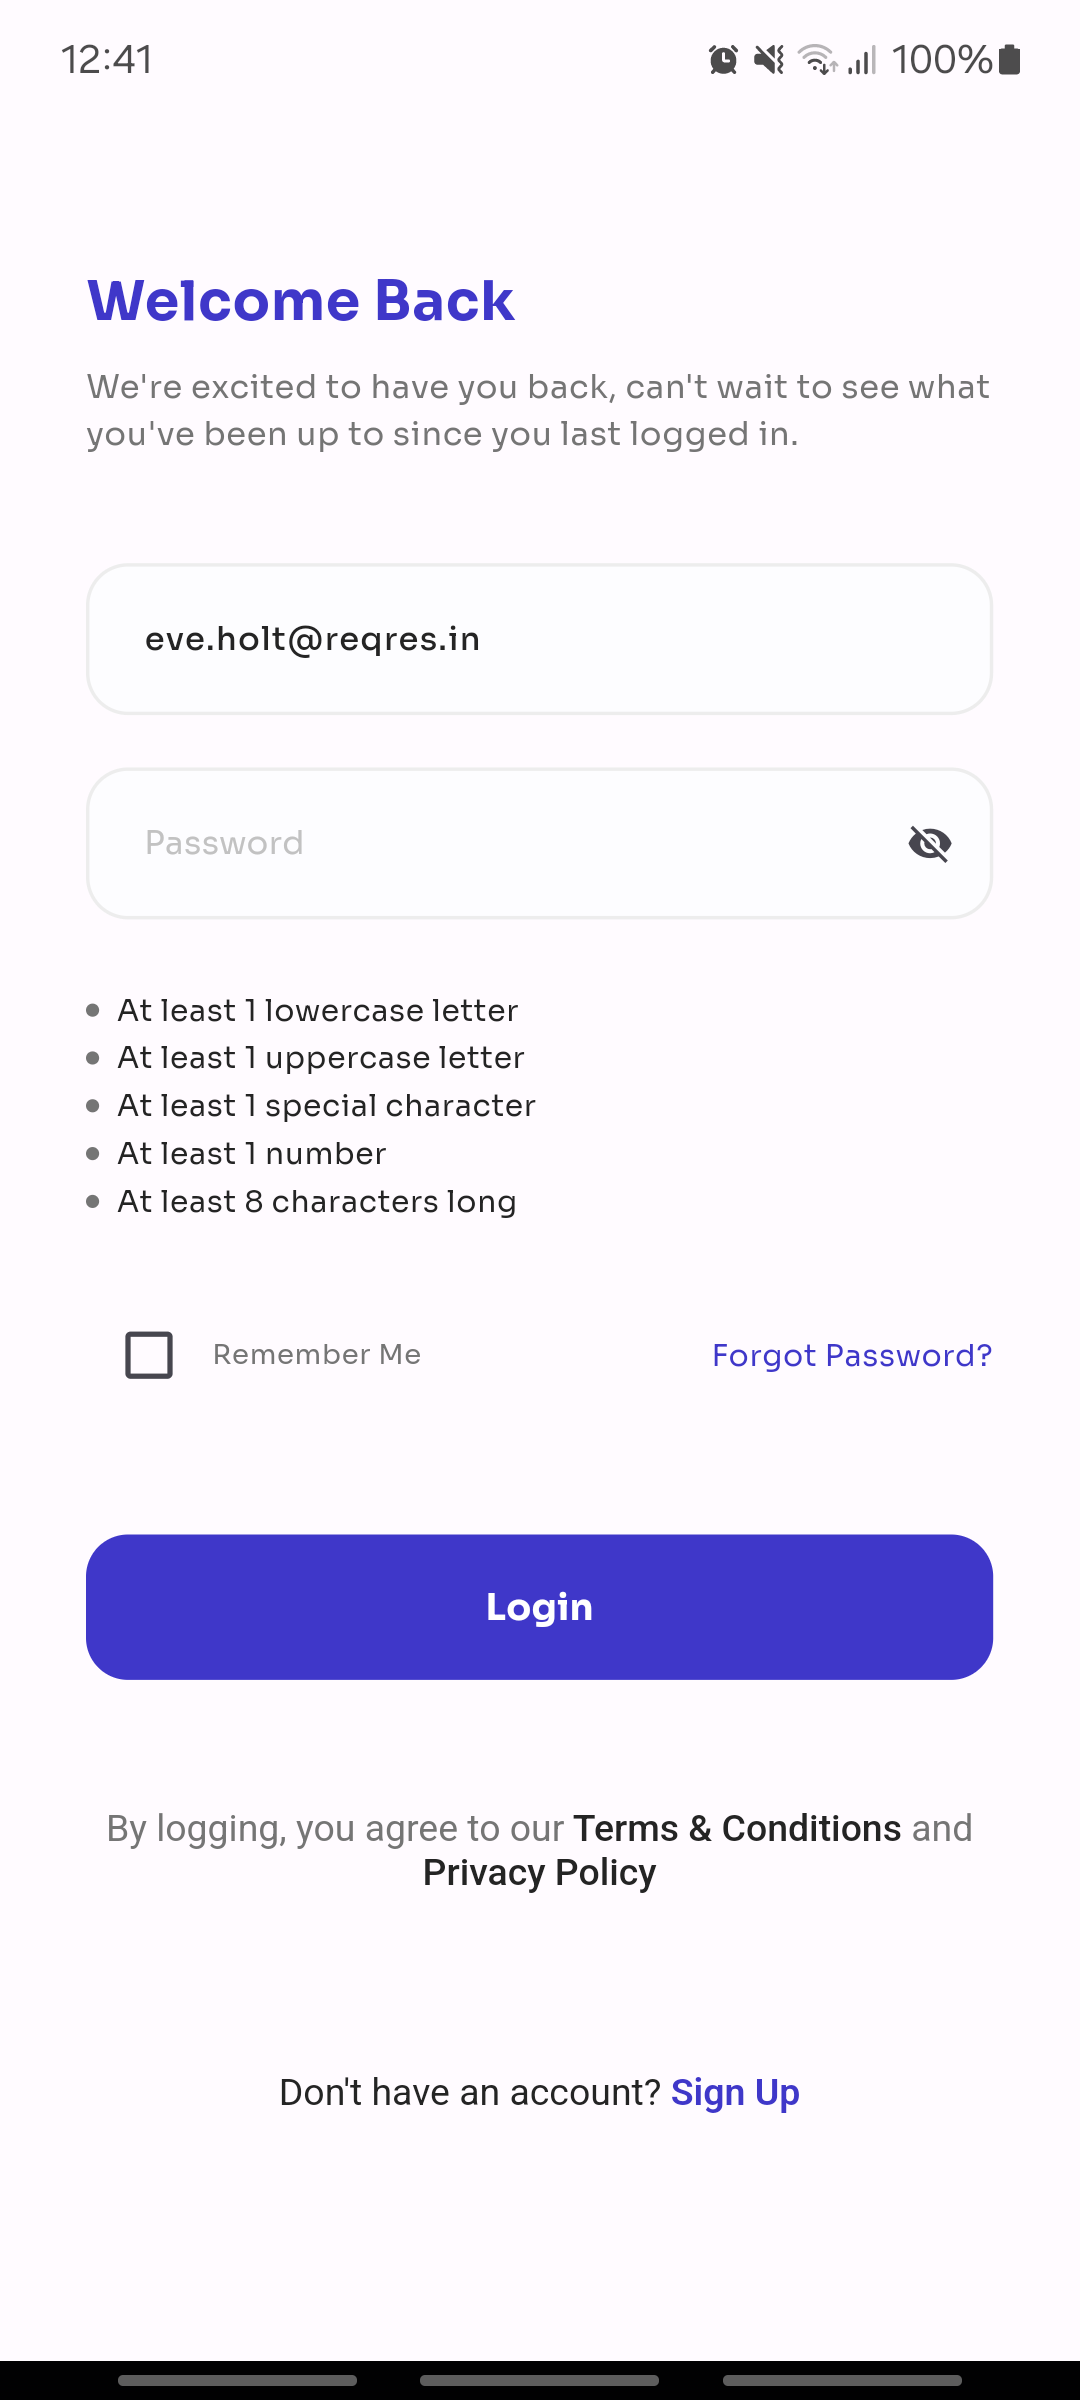 12:41
100%
Welcome Back
We're excited to have you back, can't wait to see what
you've been up to since you last logged in.
eve.holt@reqres.in
Password
At least 1 lowercase letter
At least 1 uppercase letter
At least 1 special character
At least 1 number
At least 8 characters long
Remember Me
Forgot Password?
Login
By logging, you agree to our Terms & Conditions and
Privacy Policy
Don't have an account? Sign Up